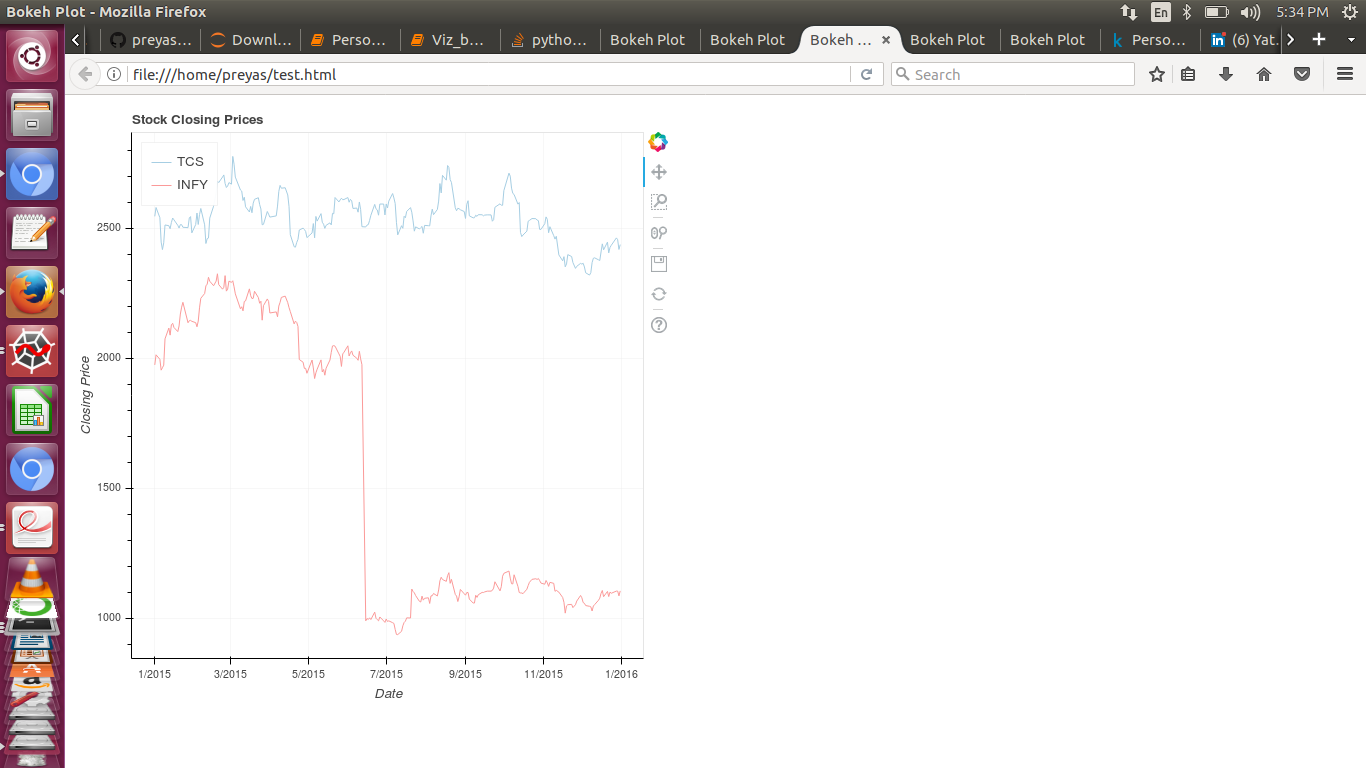 Bokeh Plot - Mozilla Firefox
En
5:34 PM
preyas...
Downl...
Perso...
Viz_b...
pytho...
Bokeh Plot
Bokeh Plot
Bokeh ...
Bokeh Plot
Bokeh Plot
k Perso...
in (6) Yat...
file:///home/preyas/test.html
Search
Stock Closing Prices
TCS
INFY
2500
2000
1500
1000
Closing Price
1/2015
3/2015
5/2015
7/2015
9/2015
11/2015
1/2016
Date